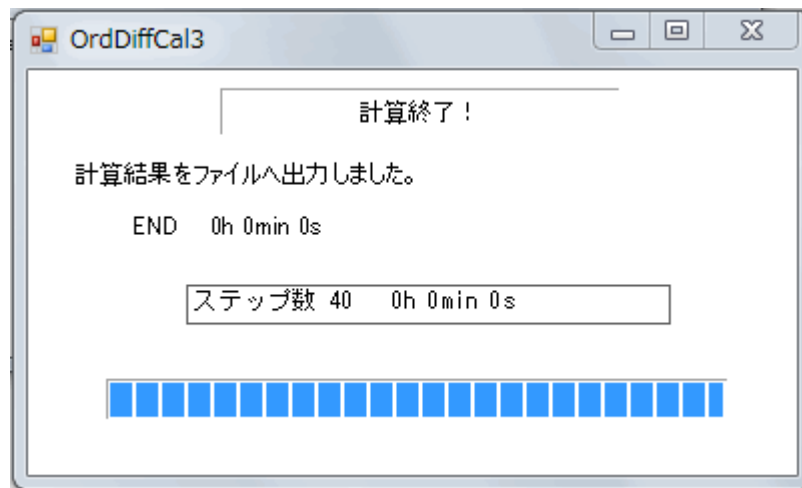 OrdDiffCal3
計算終了！
計算結果をファイルへ出力しました。
END 0h 0min 0s
ステップ数 40 0h 0min 0s